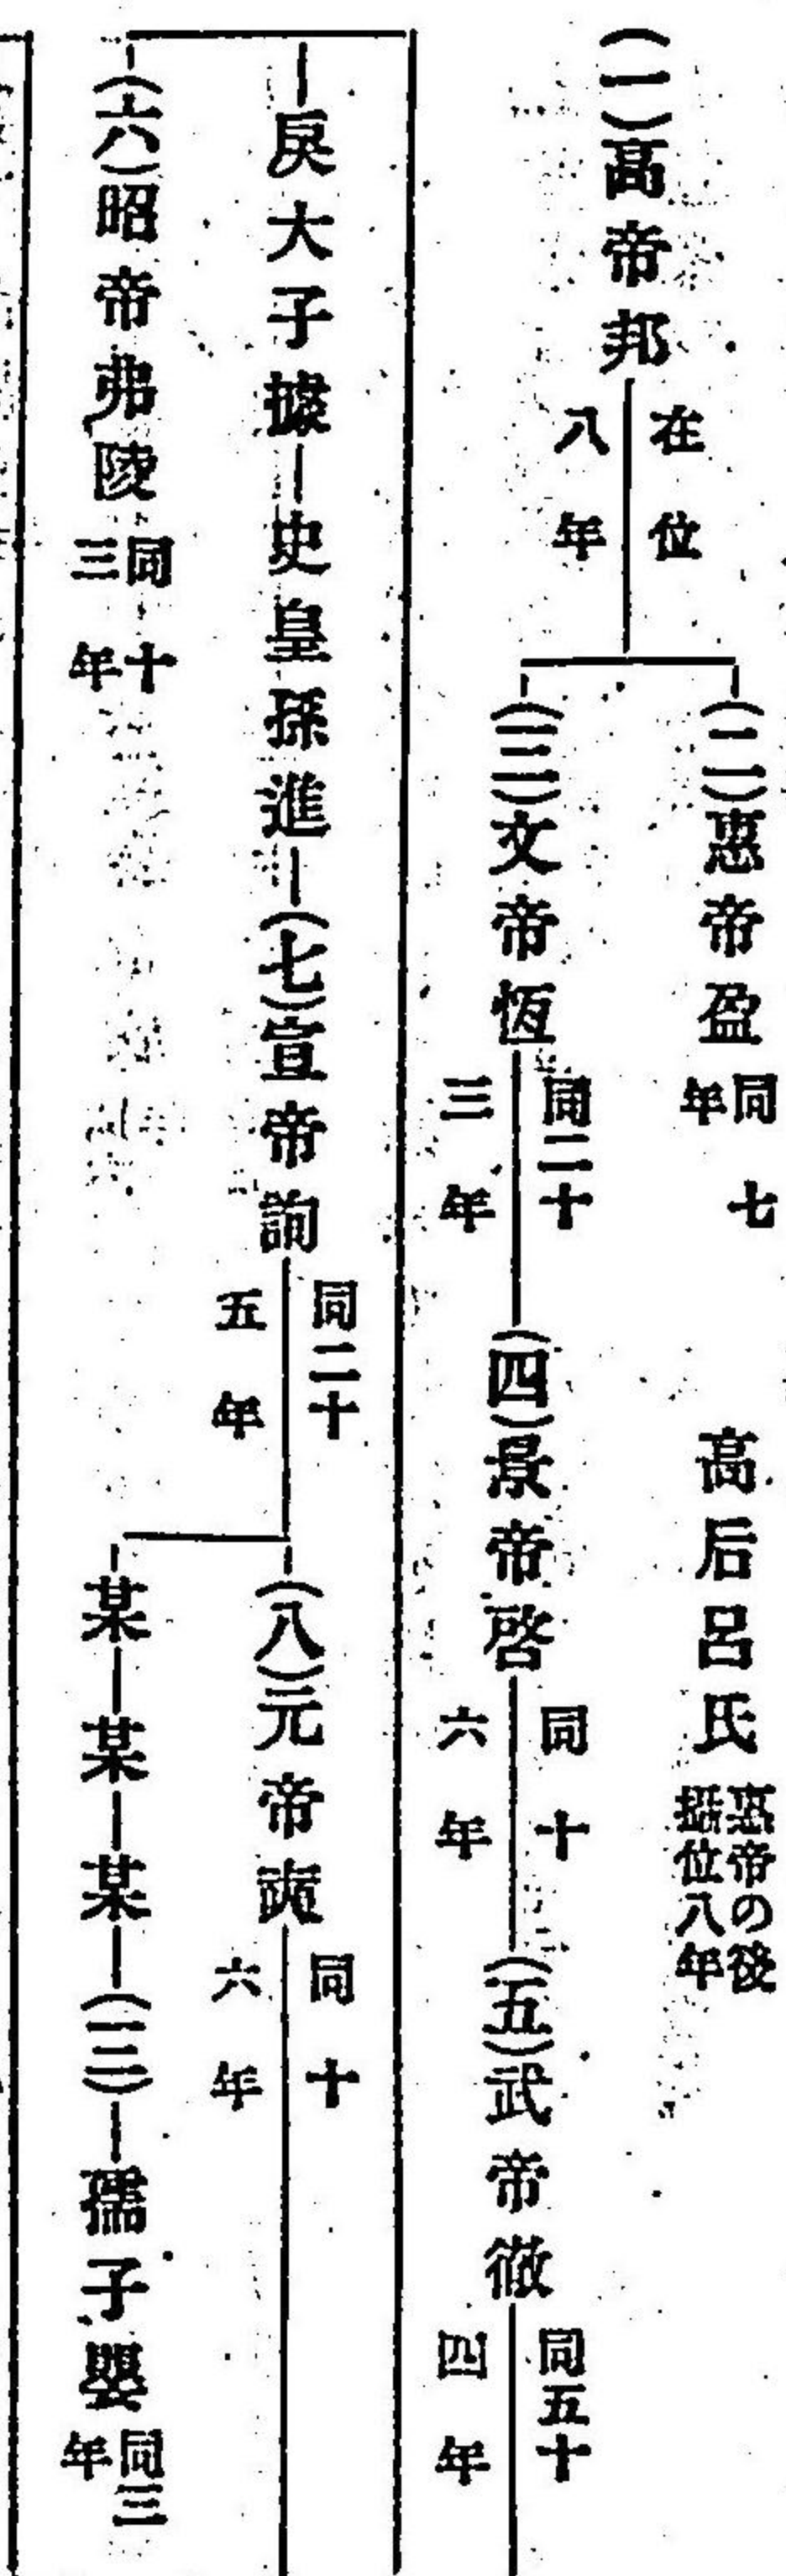 (一)高帝邦 在位八年
(二)惠帝盈 同七年
高后呂氏 惠帝の後攝位八年
(三)文帝恆 同二十三年
(四)景帝啓 同十六年
(五)武帝徹 同五十四年
戾大子據
史皇孫進
(七)宣帝詢 同二十五年
(八)元帝奭 同十六年
(六)昭帝弗陵 同十三年
某
某
某
(一二)
孺子嬰 同三年